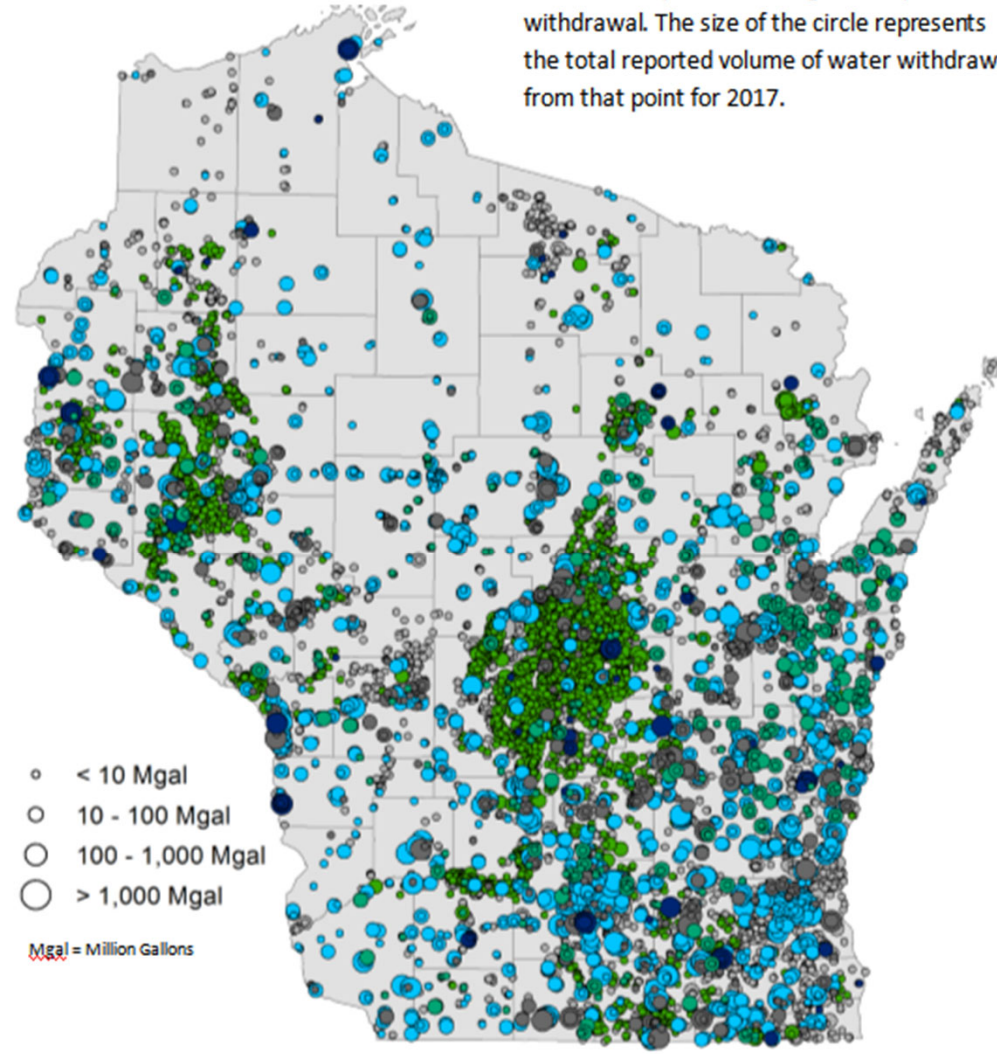 withdrawal. The size of the circle represents
the total reported volume of water withdraw
from that point for 2017.
< 10 Mgal
10 - 100 Mgal
100 - 1,000 Mgal
> 1,000 Mgal
Mgal = Million Gallons